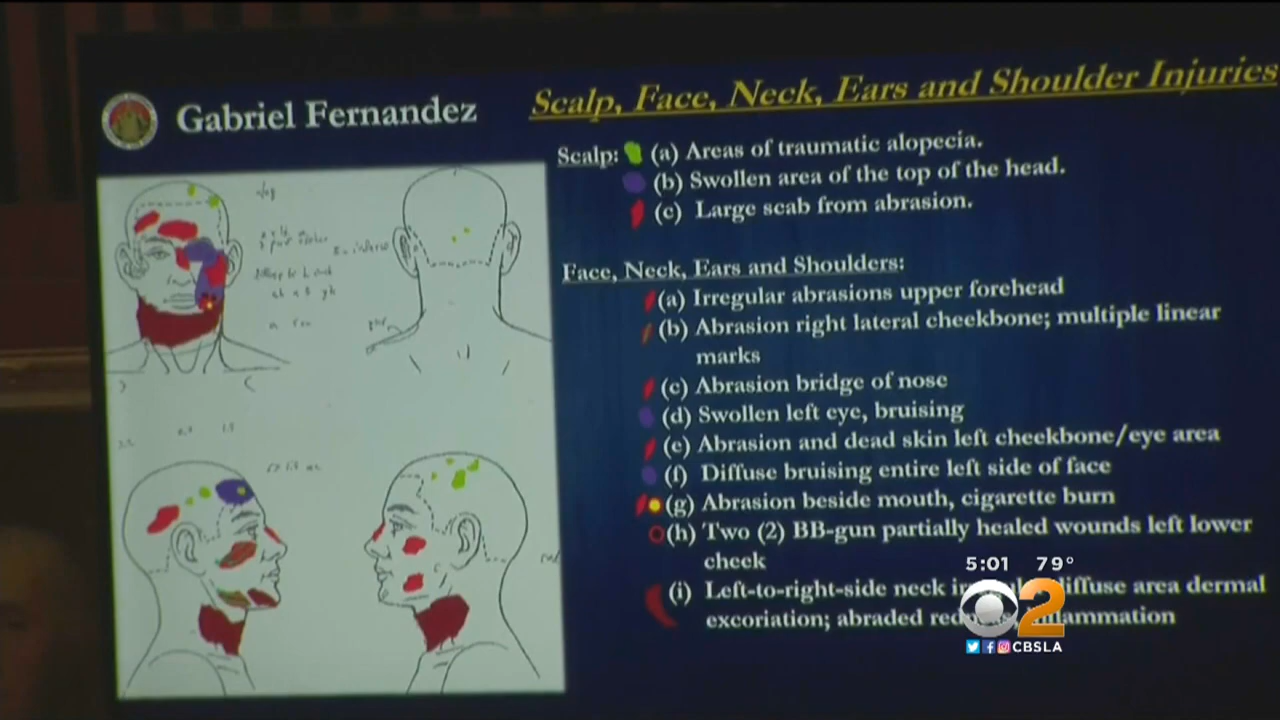 Gabriel Fernandez
Scalp, Face, Neck, Ears and Shoulder Injuries
Scalp: (a) Areas of traumatic alopecia.
(b) Swollen area of the top of the head.
(c) Large scab from abrasion.
Face, Neck, Ears and Shoulders:
(a) Irregular abrasions upper forehead
(b) Abrasion right lateral cheekbone; multiple linear
marks
(c) Abrasion bridge of nose
(d) Swollen left eye, bruising
(e) Abrasion and dead skin left cheekbone/eye area
(f) Diffuse bruising entire left side of face
(g) Abrasion beside mouth, cigarette burn
(h) Two (2) BB-gun partially healed wounds left lower
cheek
(i) Left-to-right-side neck diffuse area dermal
excoriation; abraded
5:01 79°
2
CBSLA